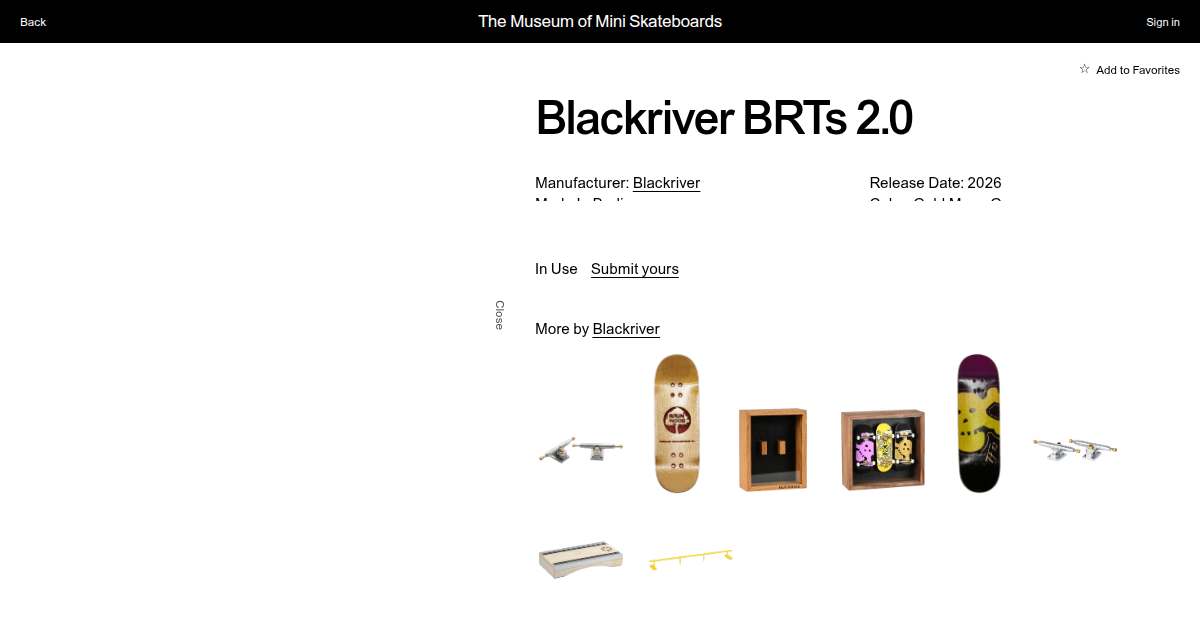 Back
The Museum of Mini Skateboards
Sign in
☆ Add to Favorites
Blackriver BRTs 2.0
Manufacturer: Blackriver
Release Date: 2026
In Use
Submit yours
Close
More by Blackriver